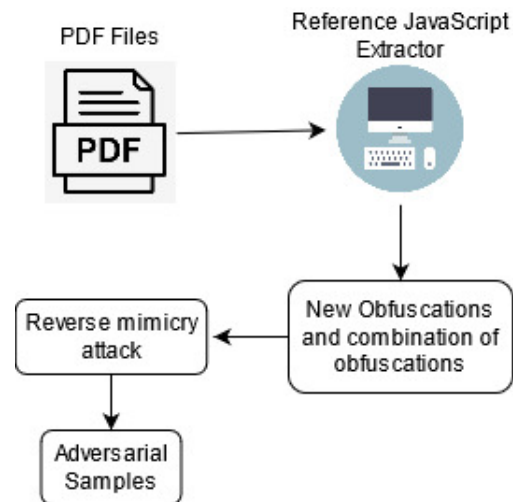 PDF Files
Reference JavaScript
Extractor
PDF
New Obfuscations
and combination of
obfuscations
Reverse mimicry
attack
Adversarial
Samples